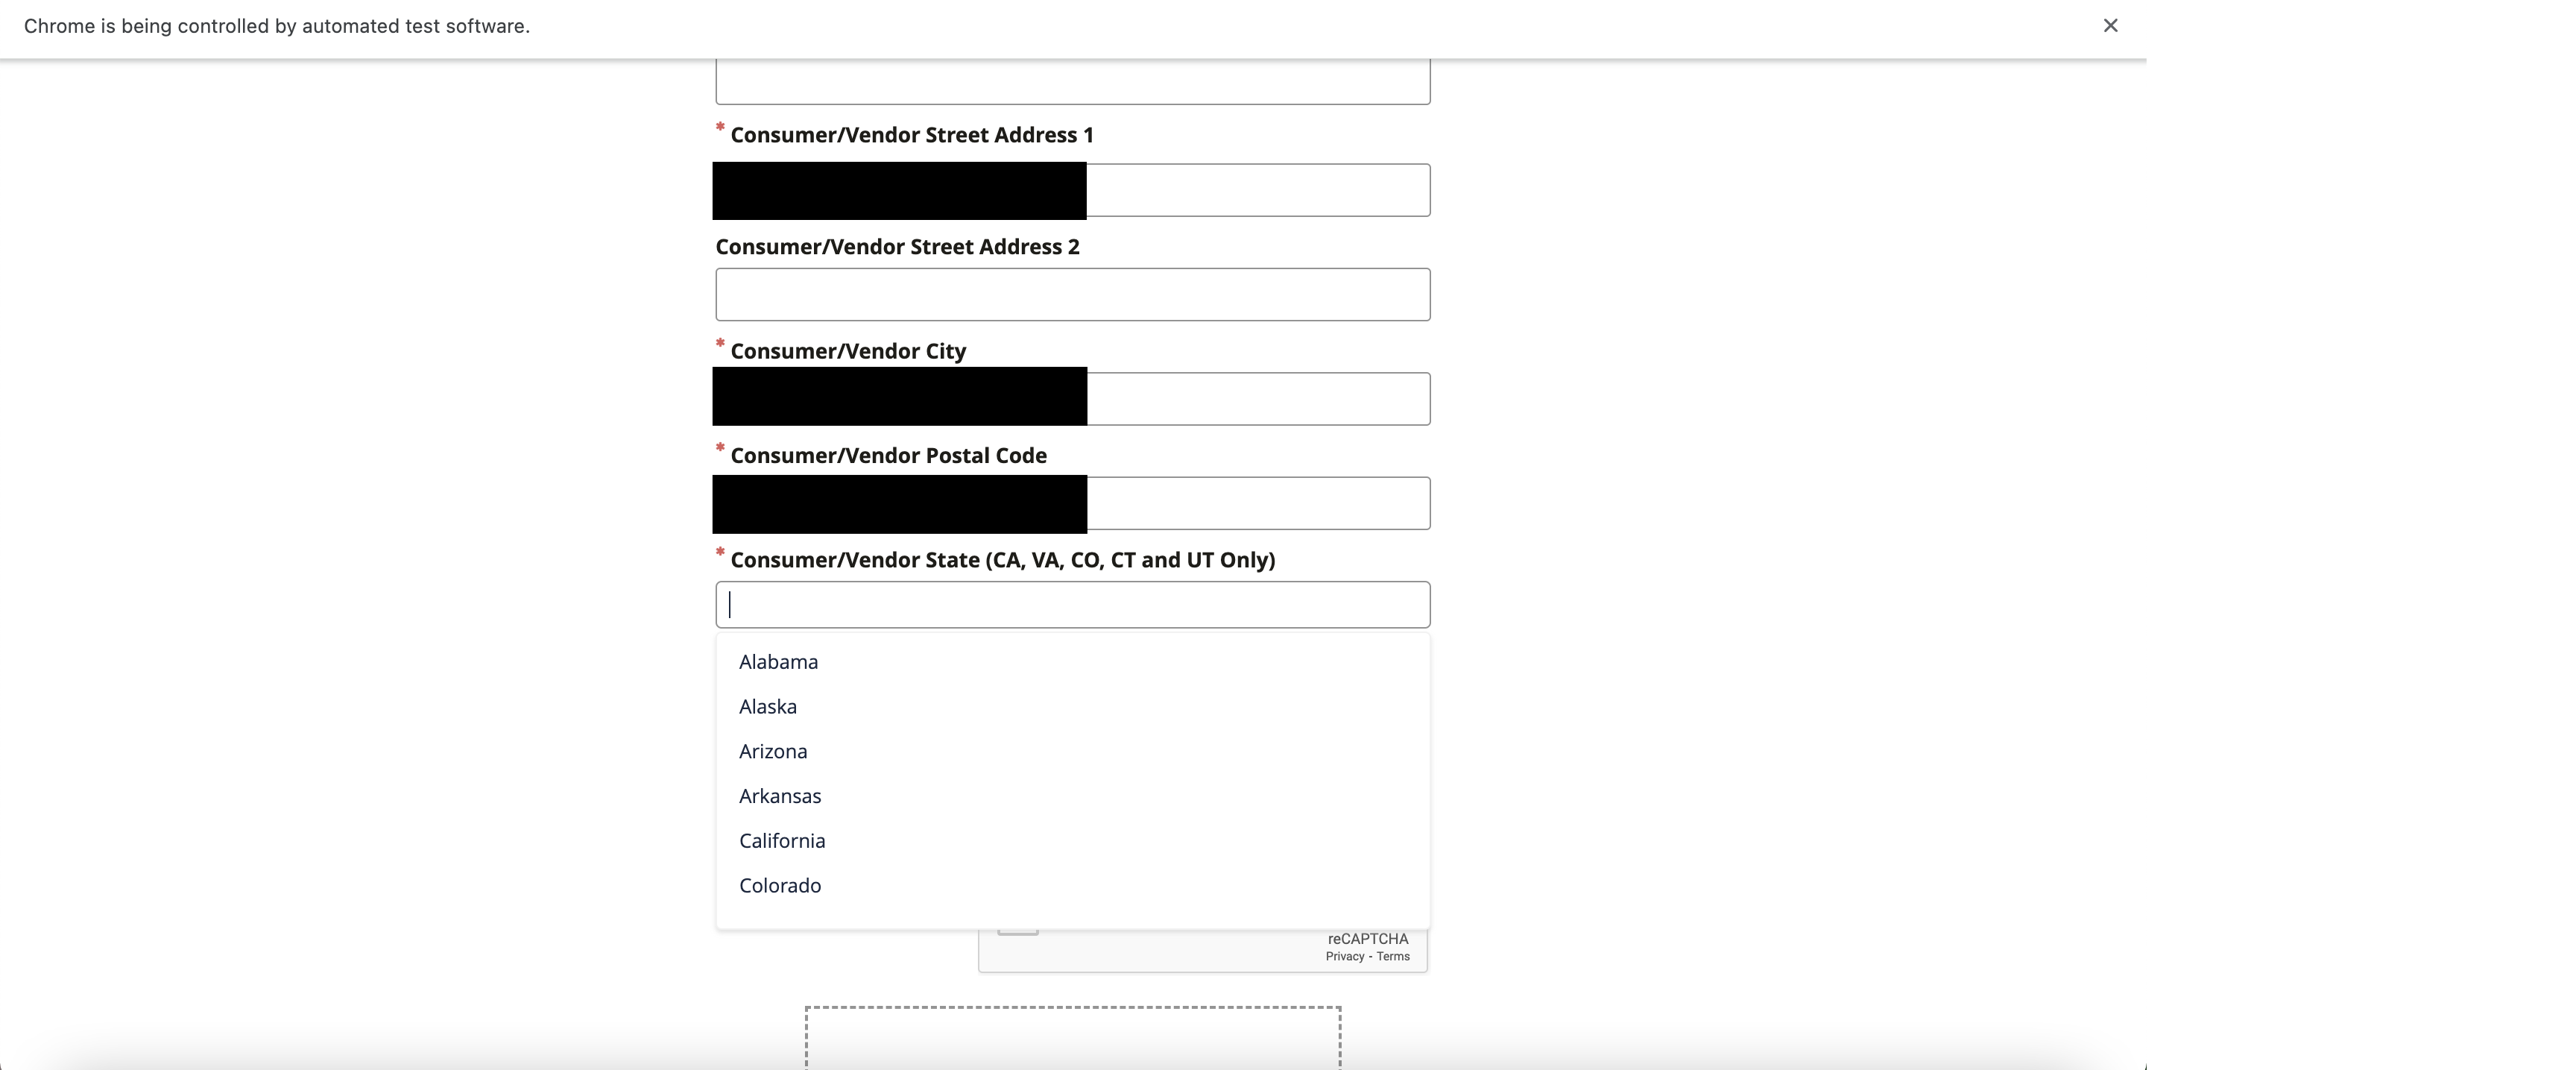 Chrome is being controlled by automated test software.
* Consumer/Vendor Street Address 1
Consumer/Vendor Street Address 2
* Consumer/Vendor City
* Consumer/Vendor Postal Code
* Consumer/Vendor State (CA, VA, CO, CT and UT Only)
Alabama
Alaska
Arizona
Arkansas
California
Colorado
reCAPTCHA
Privacy - Terms